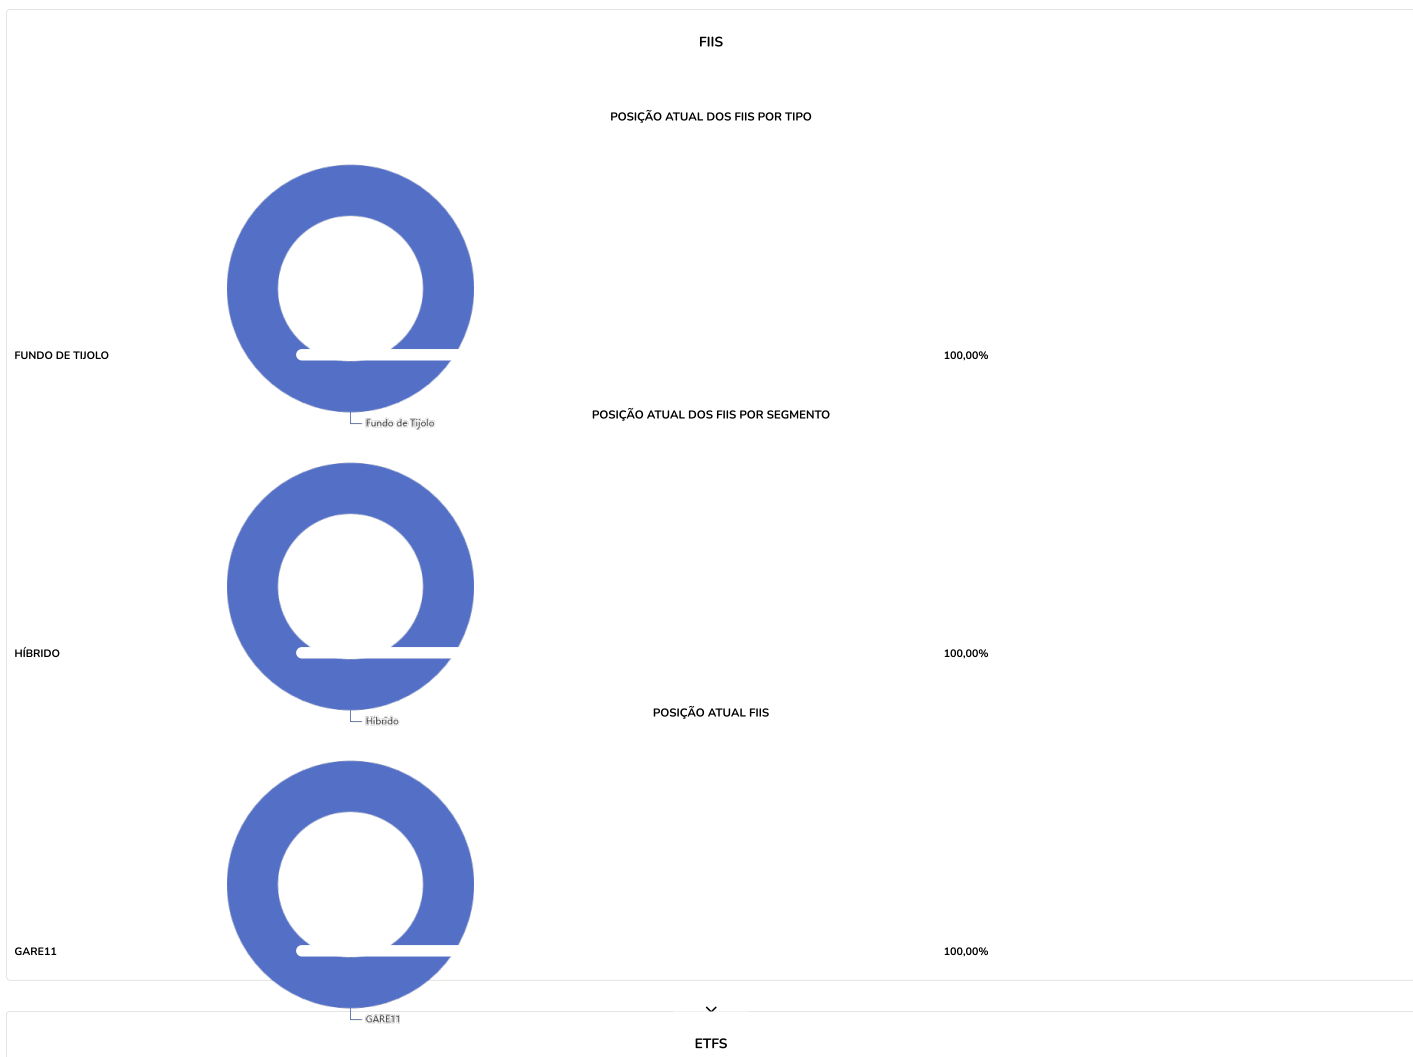 FIIS
POSIÇÃO ATUAL DOS FIIS POR TIPO
FUNDO DE TIJOLO
100,00%
Fundo de Tijolo
POSIÇÃO ATUAL DOS FIIS POR SEGMENTO
HÍBRIDO
100,00%
Híbrido
POSIÇÃO ATUAL FIIS
GARE11
100,00%
GARE11
ETFS